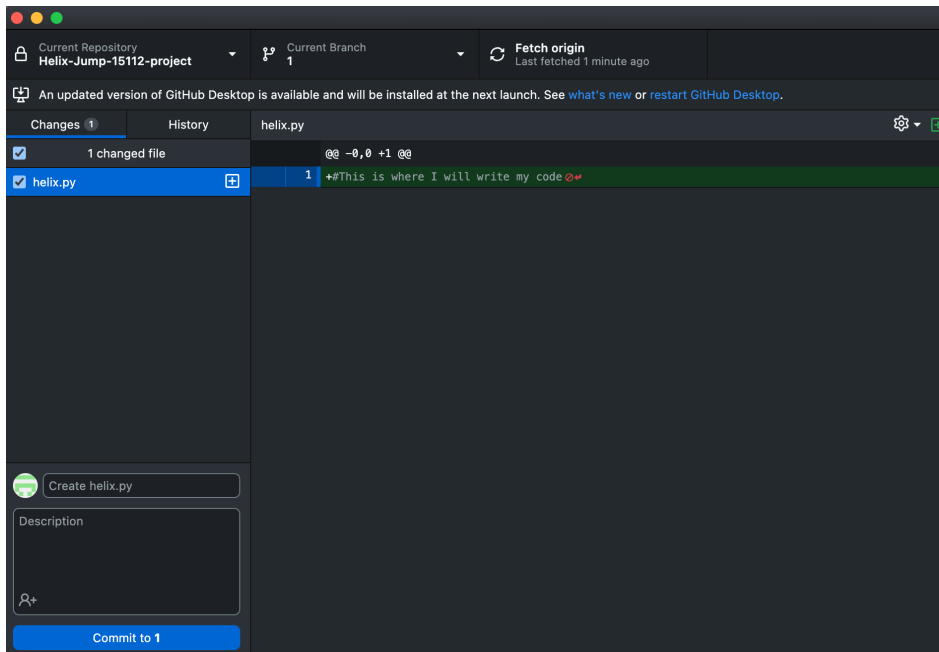 Current Repository
Helix-Jump-15112-project
Current Branch
1
Fetch origin
Last fetched 1 minute ago
An updated version of GitHub Desktop is available and will be installed at the next launch. See what's new or restart GitHub Desktop.
Changes 1
History
helix.py
1 changed file
@@ -0,0 +1 @@
helix.py
1 +#This is where I will write my code
Create helix.py
Description
Commit to 1